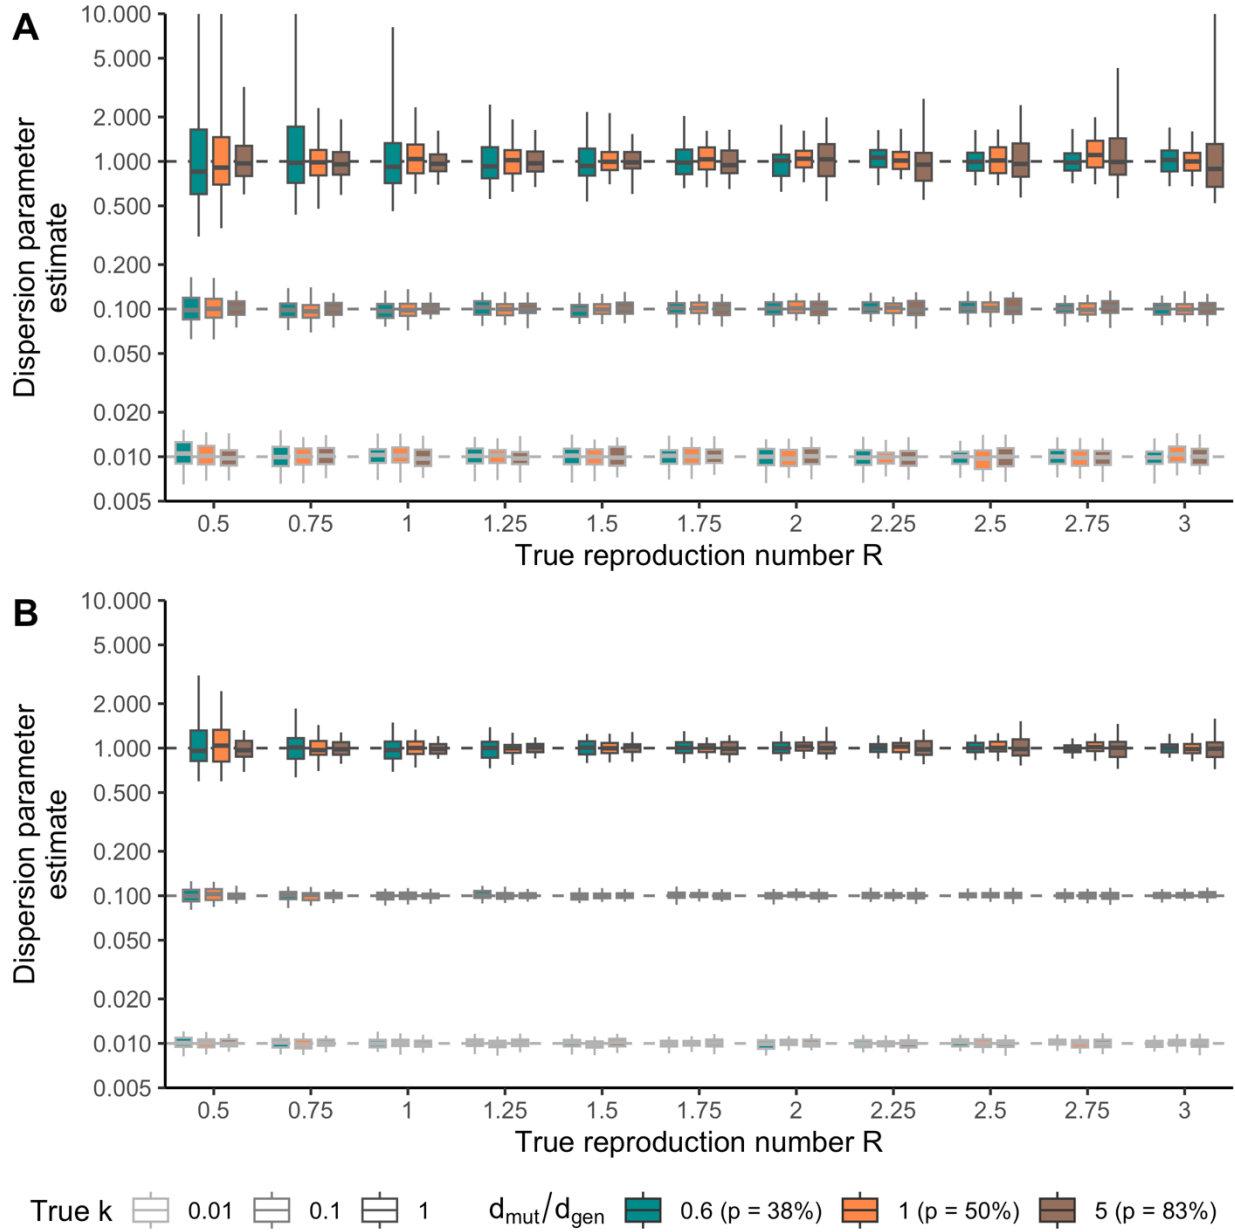 A
10.000
5.000
2.000
1.000
0.500
0.200
0.100
0.050
0.020
0.010
0.005
Dispersion parameter
estimate
0.5 0.75 1 1.25 1.5 1.75 2 2.25 2.5 2.75 3
True reproduction number R
B
10.000
5.000
2.000
1.000
0.500
0.200
0.100
0.050
0.020
0.010
0.005
Dispersion parameter
estimate
0.5 0.75 1 1.25 1.5 1.75 2 2.25 2.5 2.75 3
True reproduction number R
True k 0.01 0.1 1 d_mut/d_gen 0.6 (p = 38%) 1 (p = 50%) 5 (p = 83%)